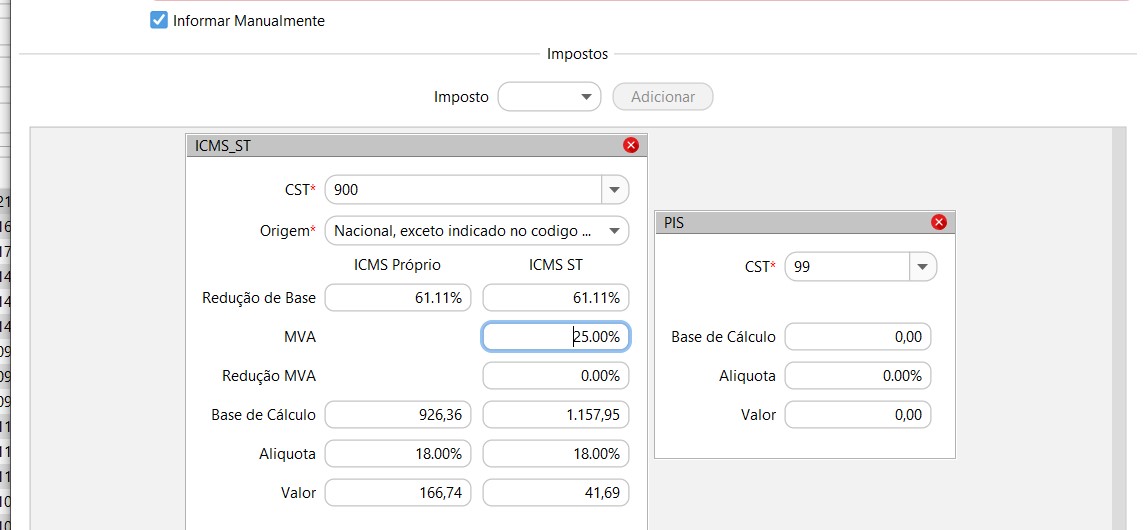 Informar Manualmente
Impostos
Imposto
Adicionar
ICMS_ST
CST* 900
Origem* Nacional, exceto indicado no codigo ...
ICMS Próprio ICMS ST
Redução de Base 61.11% 61.11%
MVA 25.00%
Redução MVA 0.00%
Base de Cálculo 926,36 1.157,95
Aliquota 18.00% 18.00%
Valor 166,74 41,69
PIS
CST* 99
Base de Cálculo 0,00
Aliquota 0.00%
Valor 0,00